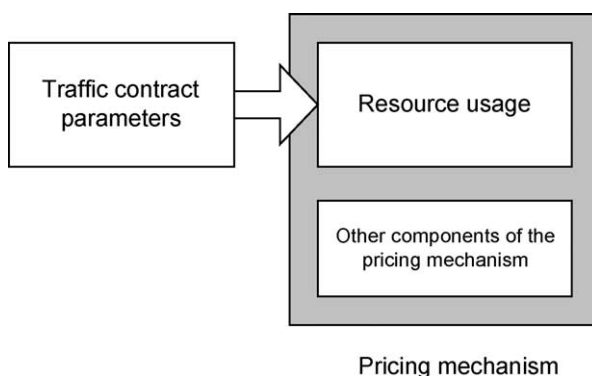 Traffic contract
parameters
Resource usage
Other components of the
pricing mechanism
Pricing mechanism